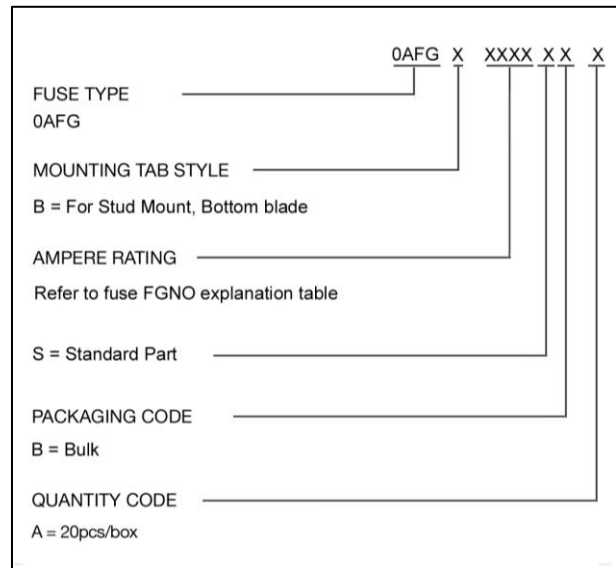 0AFG X XXXX X X X
FUSE TYPE
0AFG
MOUNTING TAB STYLE
B = For Stud Mount, Bottom blade
AMPERE RATING
Refer to fuse FGNO explanation table
S = Standard Part
PACKAGING CODE
B = Bulk
QUANTITY CODE
A = 20pcs/box